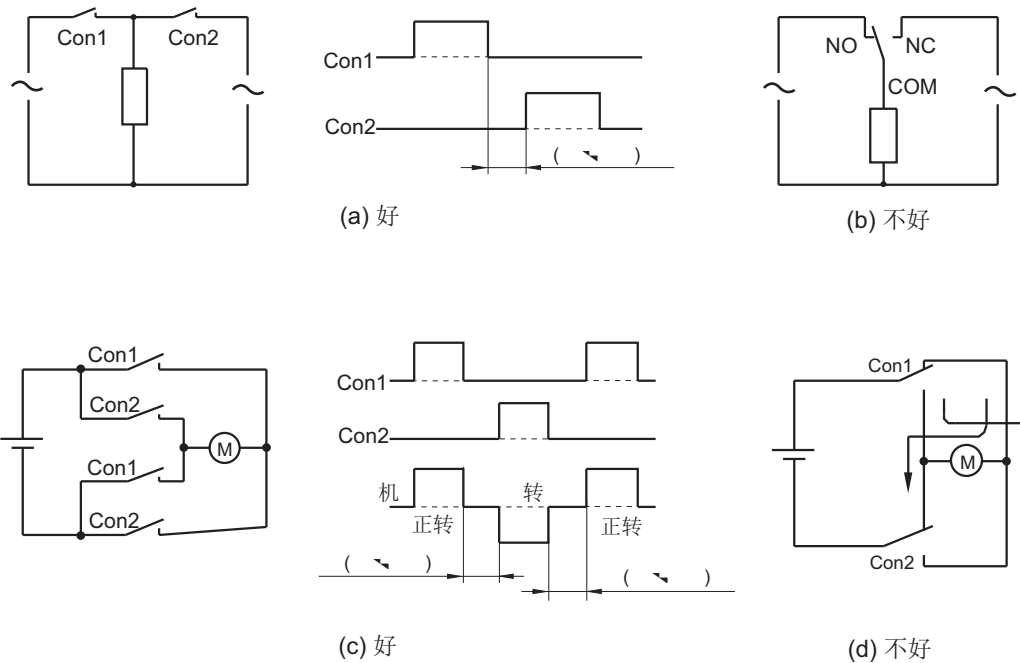 Con1 Con2
Con1
Con2
( )
(a) 好
NO NC
COM
(b) 不好
Con1
Con2
Con1
Con2
M
Con1
Con2
机 转
正转 正转
( )
( )
(c) 好
Con1
M
Con2
(d) 不好